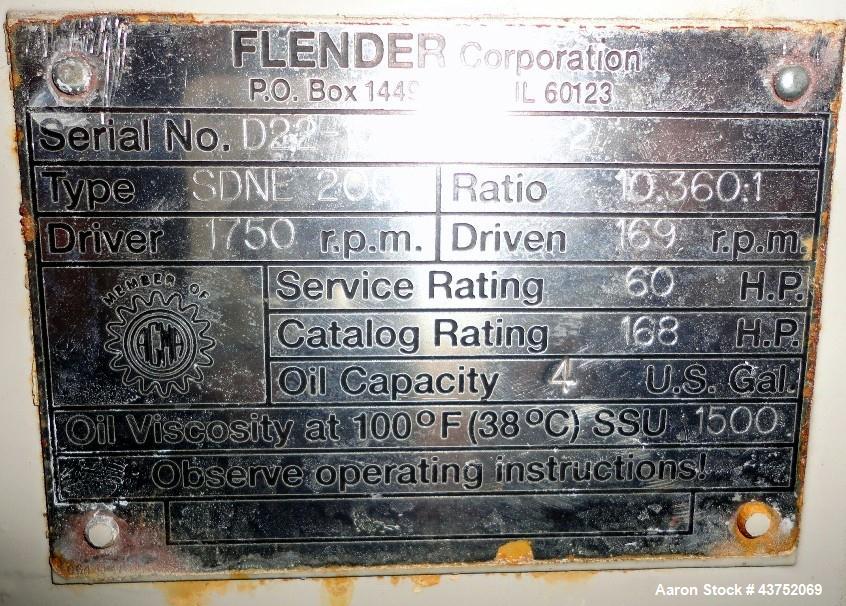 FLENDER Corporation
P.O. Box 1449 IL 60123
Serial No.
Type SDNE Ratio 10.360:1
Driver 1750 r.p.m. Driven 169 r.p.m.
MEMBER OF
AGMA
Service Rating 60 H.P.
Catalog Rating 168 H.P.
Oil Capacity 4 U.S. Gal.
Oil Viscosity at 100°F (38°C) SSU 1500
Observe operating instructions!
Aaron Stock # 43752069